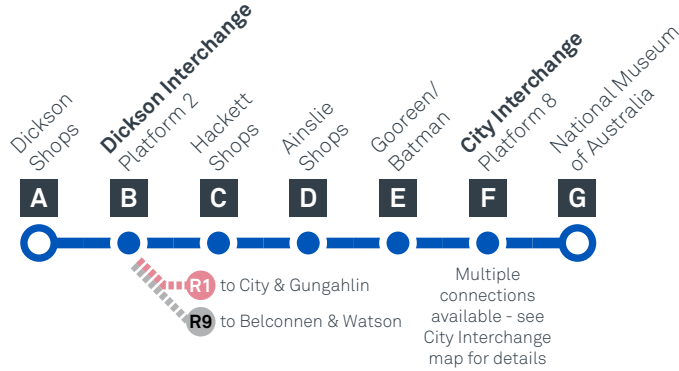 Dickson
Shops
Dickson Interchange
Platform 2
Hackett
Shops
Ainslie
Shops
Gooreen/
Batman
City Interchange
Platform 8
National Museum
of Australia
A
B
C
D
E
F
G
R1 to City & Gungahlin
R9 to Belconnen & Watson
Multiple
connections
available - see
City Interchange
map for details